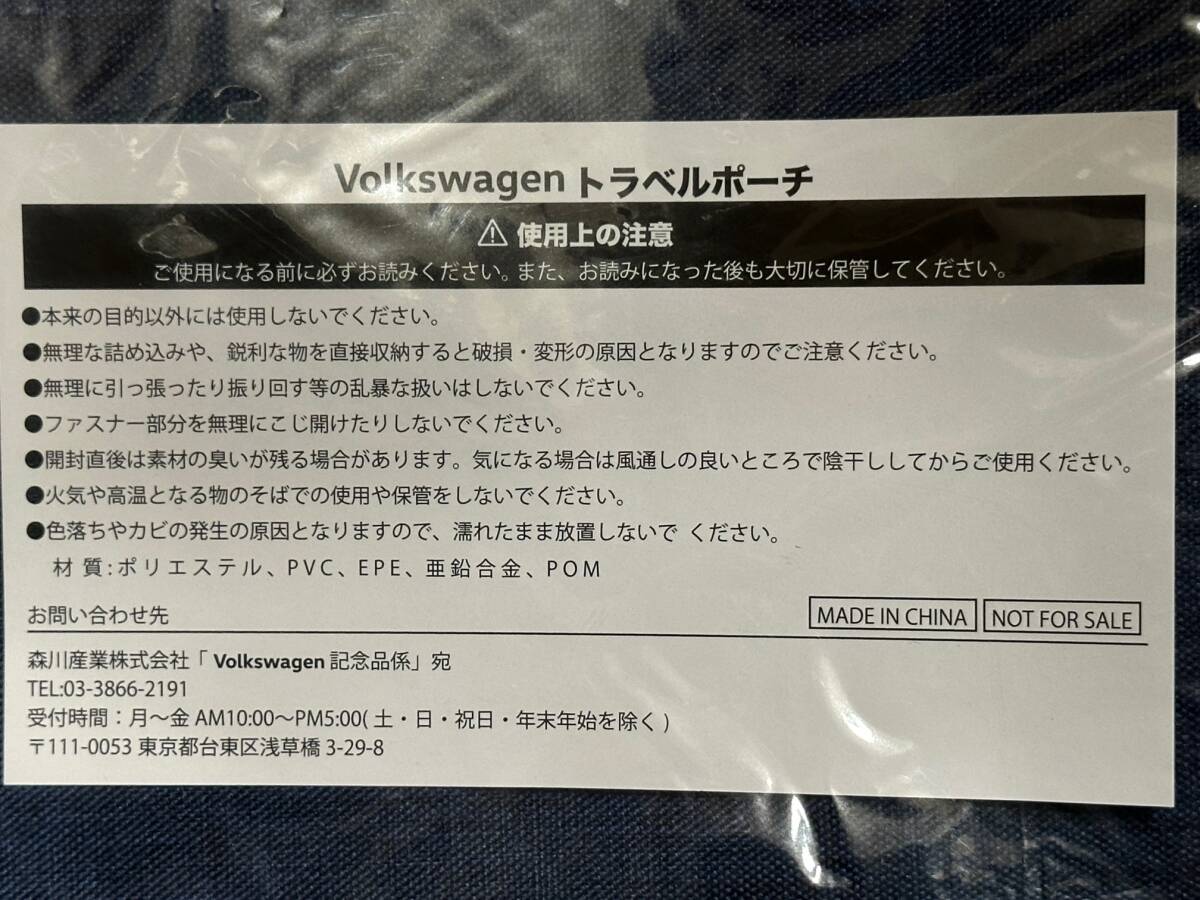 Volkswagen トラベルポーチ
⚠ 使用上の注意
ご使用になる前に必ずお読みください。また、お読みになった後も大切に保管してください。
●本来の目的以外には使用しないでください。
●無理な詰め込みや、鋭利な物を直接収納すると破損・変形の原因となりますのでご注意ください。
●無理に引っ張ったり振り回す等の乱暴な扱いはしないでください。
●ファスナー部分を無理にこじ開けたりしないでください。
●開封直後は素材の臭いが残る場合があります。気になる場合は風通しの良いところで陰干ししてからご使用ください。
●火気や高温となる物のそばでの使用や保管をしないでください。
●色落ちやカビの発生の原因となりますので、濡れたまま放置しないで ください。
材質:ポリエステル、PVC、EPE、亜鉛合金、POM
お問い合わせ先
MADE IN CHINA NOT FOR SALE
森川産業株式会社「 Volkswagen 記念品係」宛
TEL:03-3866-2191
受付時間：月〜金 AM10:00〜PM5:00( 土・日・祝日・年末年始を除く )
〒111-0053 東京都台東区浅草橋 3-29-8